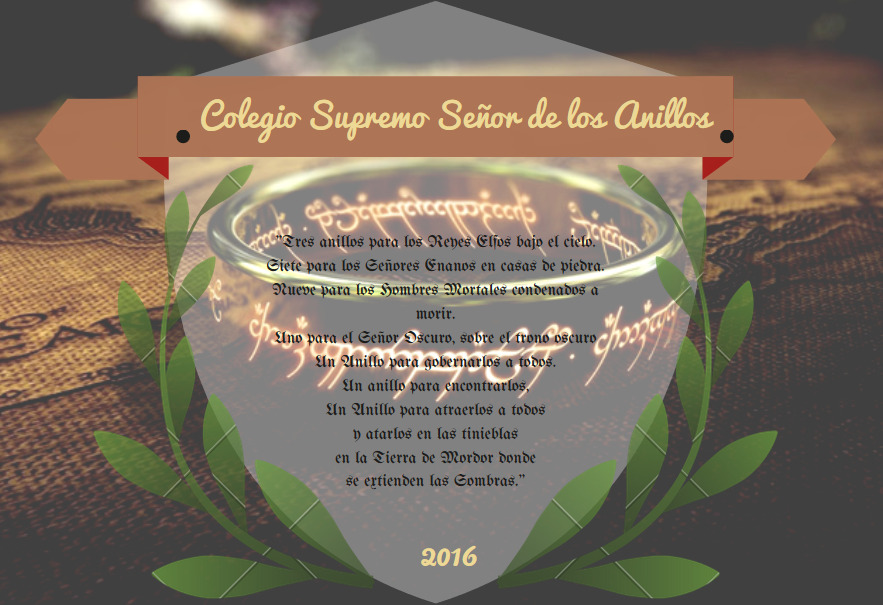 Colegio Supremo Señor de los Anillos
"Tres anillos para los Reyes Elfos bajo el cielo.
Siete para los Señores Enanos en casas de piedra.
Nueve para los Hombres Mortales condenados a
morir.
Uno para el Señor Oscuro, sobre el trono oscuro
Un Anillo para gobernarlos a todos.
Un anillo para encontrarlos,
Un Anillo para atraerlos a todos
y atarlos en las tinieblas
en la Tierra de Mordor donde
se extienden las Sombras."
2016